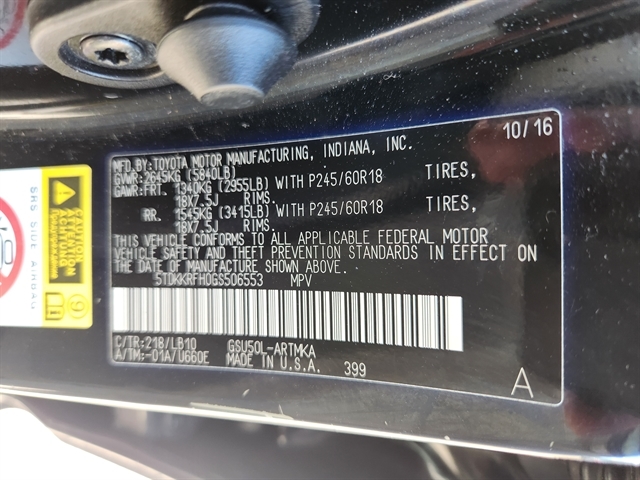 10/16
MFD.BY:TOYOTA MOTOR MANUFACTURING, INDIANA, INC.
GVWR: 2645KG (5840LB)
GAWR:FRT. 1340KG (2955LB) WITH P245/60R18 TIRES,
18X7.5J RIMS.
RR. 1545KG (3415LB) WITH P245/60R18 TIRES,
18X7.5J RIMS.
THIS VEHICLE CONFORMS TO ALL APPLICABLE FEDERAL MOTOR
VEHICLE SAFETY AND THEFT PREVENTION STANDARDS IN EFFECT ON
THE DATE OF MANUFACTURE SHOWN ABOVE.
5TDKKRFH0GS506553 MPV
C/TR:218/LB10 GSU50L-ARTMKA
A/TM:-01A/U660E MADE IN U.S.A. 399
A
SRS SIDE AIRBAG